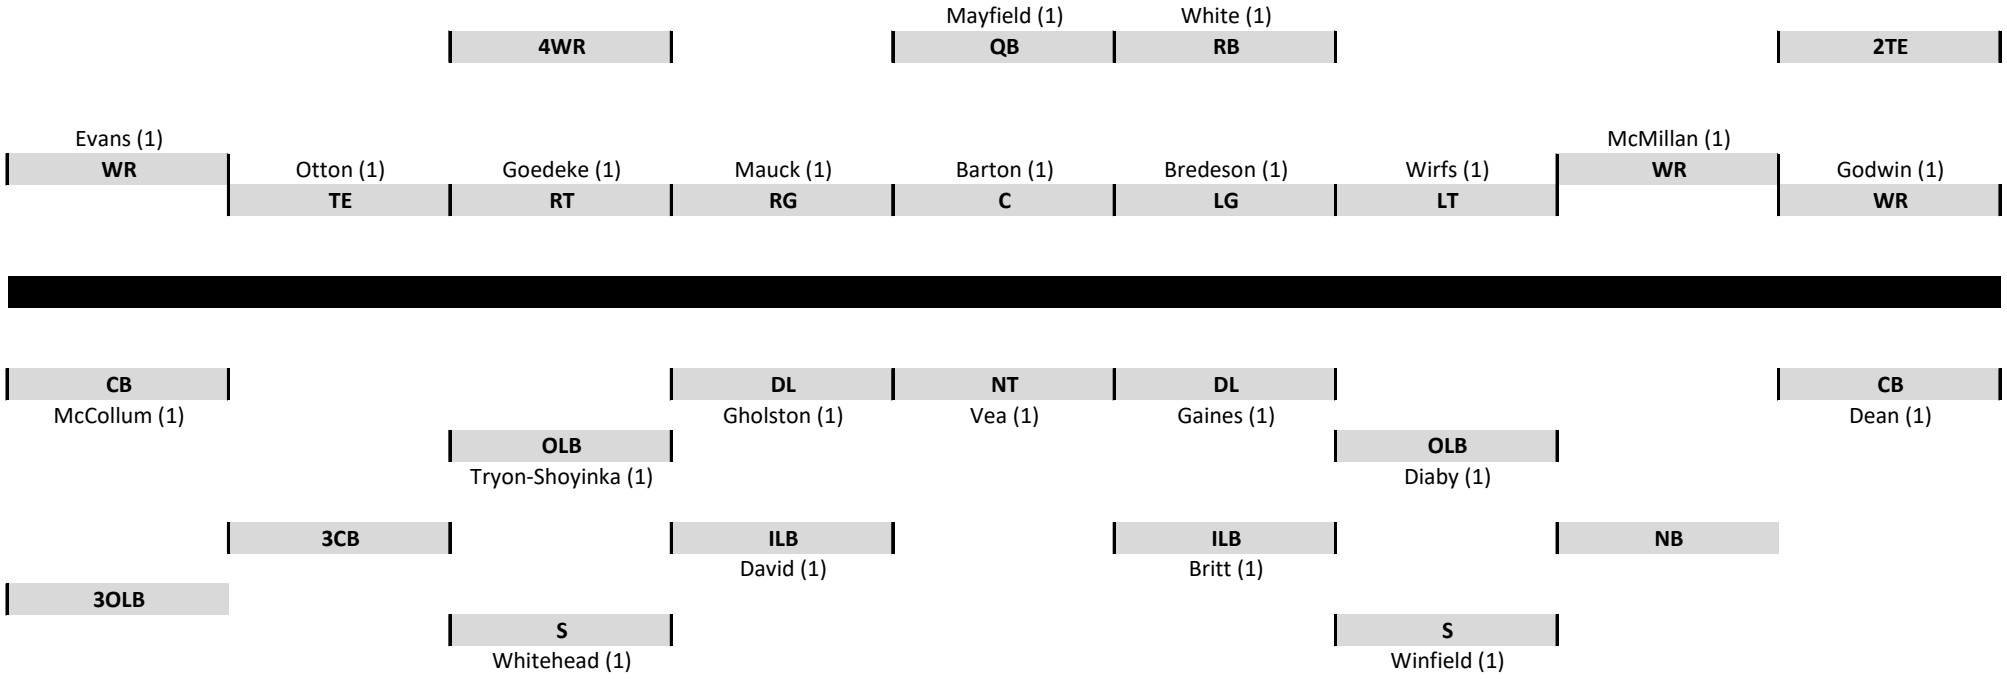 Mayfield (1) White (1)
4WR QB RB 2TE
Evans (1) McMillan (1)
WR Otton (1) Goedeke (1) Mauck (1) Barton (1) Bredeson (1) Wirfs (1) WR Godwin (1)
TE RT RG C LG LT WR
CB DL NT DL CB
McCollum (1) Gholston (1) Vea (1) Gaines (1) Dean (1)
OLB OLB
Tryon-Shoyinka (1) Diaby (1)
3CB ILB ILB NB
David (1) Britt (1)
3OLB
S S
Whitehead (1) Winfield (1)